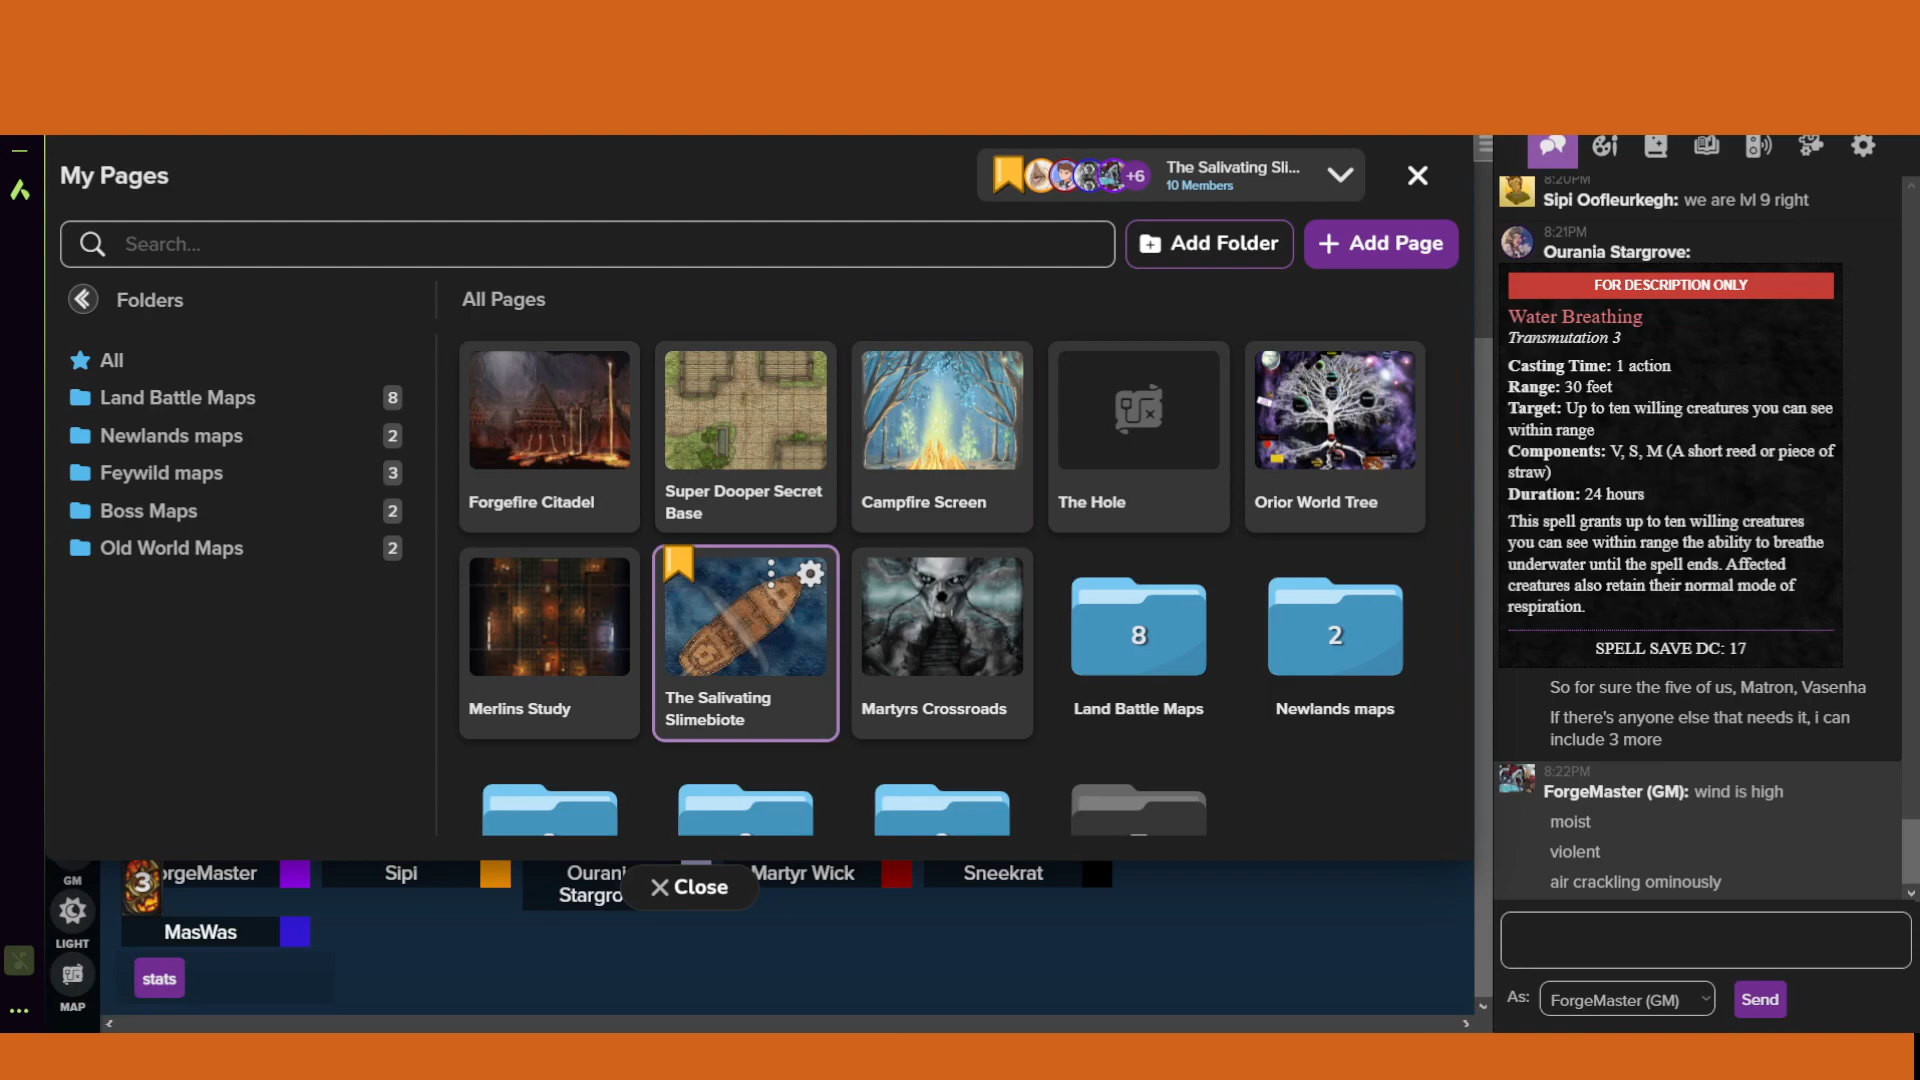 My Pages
+6
The Salivating Sli...
10 Members
Search...
Add Folder
Add Page
Folders
All
Land Battle Maps 8
Newlands maps 2
Feywild maps 3
Boss Maps 2
Old World Maps 2
All Pages
Forgefire Citadel
Super Dooper Secret
Base
Campfire Screen
The Hole
Orior World Tree
Merlins Study
The Salivating
Slimebiote
Martyrs Crossroads
8
Land Battle Maps
2
Newlands maps
Close
GM
LIGHT
MAP
3
orgeMaster
Sipi
Ourani
Stargro
Martyr Wick
Sneekrat
MasWas
stats
8:20PM
Sipi Oofleurkegh: we are lvl 9 right
8:21PM
Ourania Stargrove:
FOR DESCRIPTION ONLY
Water Breathing
Transmutation 3
Casting Time: 1 action
Range: 30 feet
Target: Up to ten willing creatures you can see
within range
Components: V, S, M (A short reed or piece of
straw)
Duration: 24 hours
This spell grants up to ten willing creatures
you can see within range the ability to breathe
underwater until the spell ends. Affected
creatures also retain their normal mode of
respiration.
SPELL SAVE DC: 17
So for sure the five of us, Matron, Vasenha
If there's anyone else that needs it, i can
include 3 more
8:22PM
ForgeMaster (GM): wind is high
moist
violent
air crackling ominously
As: ForgeMaster (GM)
Send